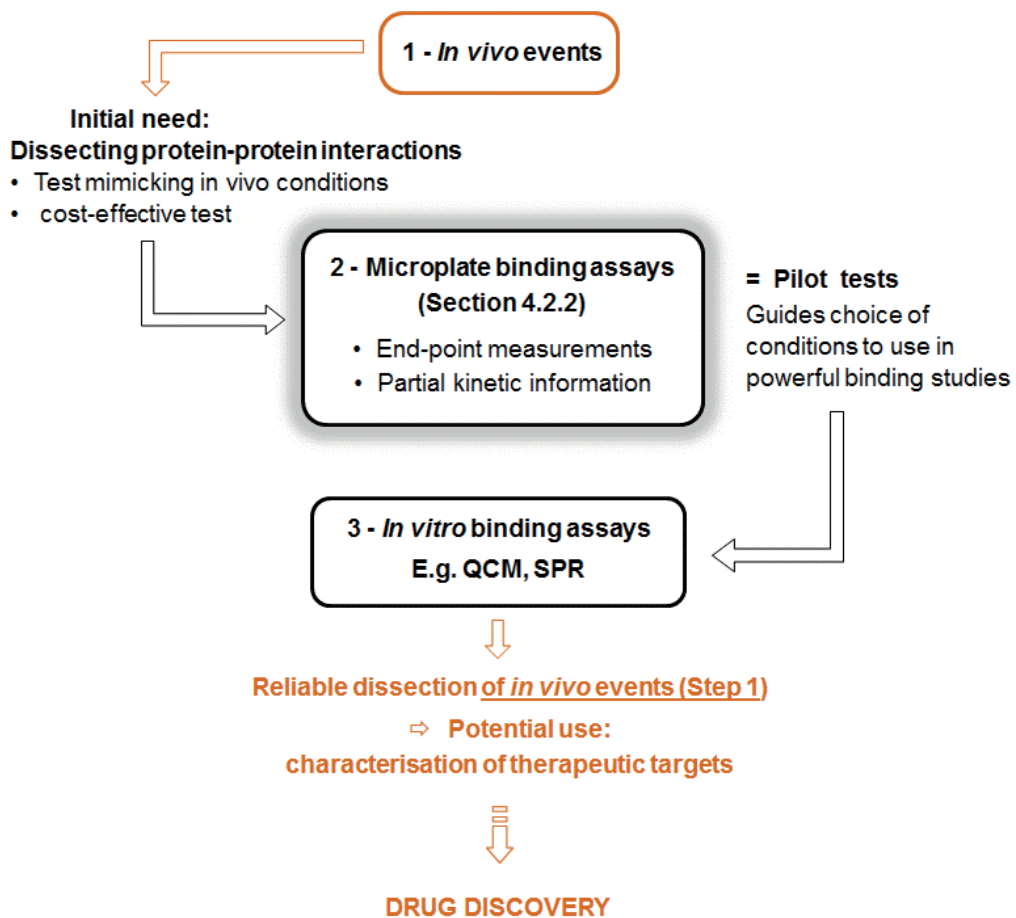 1 - In vivo events
Initial need:
Dissecting protein-protein interactions
• Test mimicking in vivo conditions
• cost-effective test
2 - Microplate binding assays
(Section 4.2.2)
• End-point measurements
• Partial kinetic information
= Pilot tests
Guides choice of
conditions to use in
powerful binding studies
3 - In vitro binding assays
E.g. QCM, SPR
Reliable dissection of in vivo events (Step 1)
⇨ Potential use:
characterisation of therapeutic targets
DRUG DISCOVERY